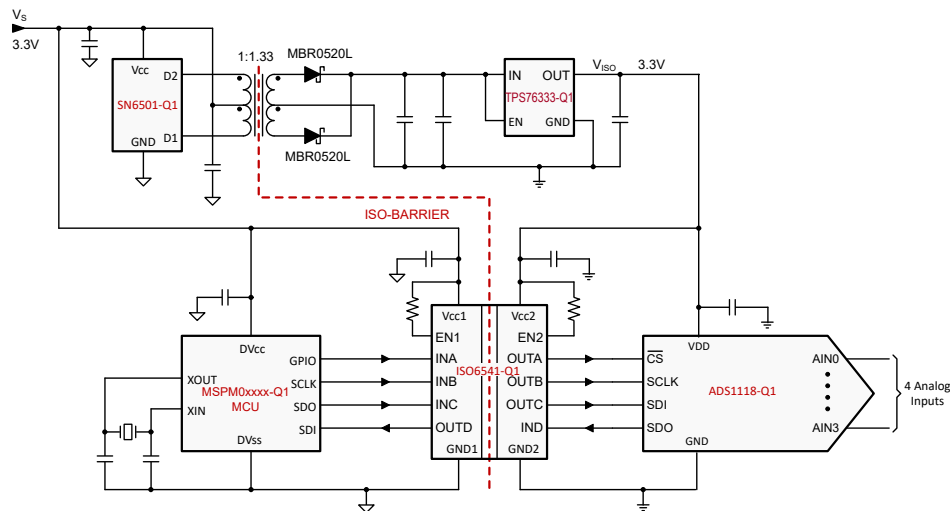 VS
3.3V
1:1.33
MBR0520L
Vcc
D2
SN6501-Q1
D1
GND
MBR0520L
IN
OUT
TPS76333-Q1
EN
GND
VISO
3.3V
ISO-BARRIER
Vcc1
Vcc2
EN1
EN2
DVcc
GPIO
INA
OUTA
CS
VDD
AIN0
XOUT
SCLK
INB
ISO6541-Q1
OUTB
SCLK
MSPM0xxxx-Q1
MCU
ADS1118-Q1
4 Analog
Inputs
XIN
SDO
INC
OUTC
SDI
SDI
OUTD
IND
SDO
AIN3
DVss
GND1
GND2
GND